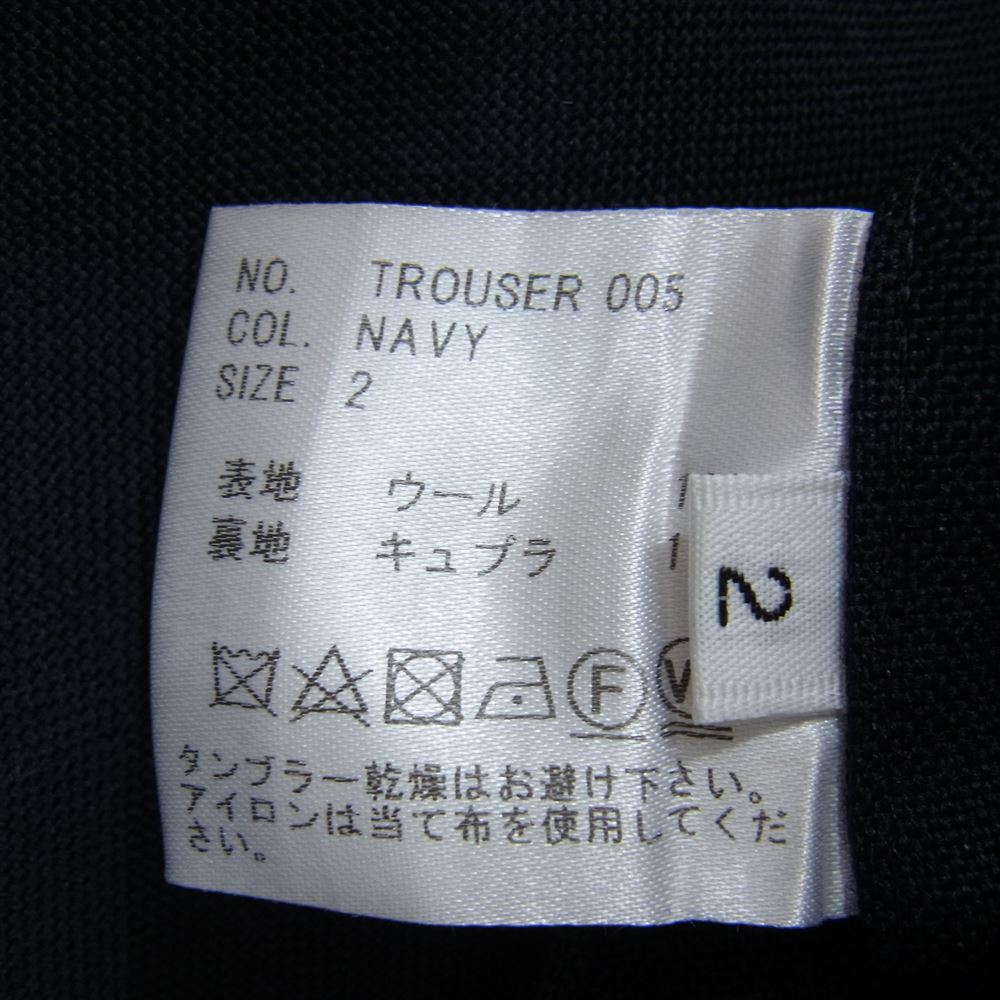 NO. TROUSER 005
COL. NAVY
SIZE 2
表地 ウール 1
裏地 キュプラ 1
2
F W
タンブラー乾燥はお避け下さい。
アイロンは当て布を使用してくだ
さい。